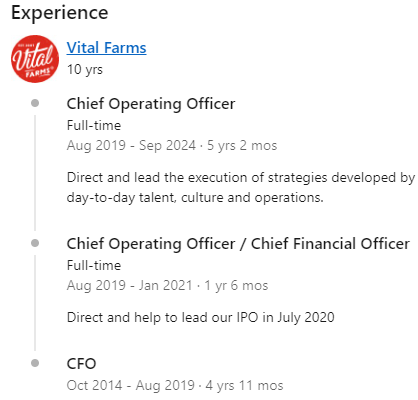 Experience
Vital
FARMS
Vital Farms
10 yrs
Chief Operating Officer
Full-time
Aug 2019 - Sep 2024 · 5 yrs 2 mos
Direct and lead the execution of strategies developed by
day-to-day talent, culture and operations.
Chief Operating Officer / Chief Financial Officer
Full-time
Aug 2019 - Jan 2021 · 1 yr 6 mos
Direct and help to lead our IPO in July 2020
CFO
Oct 2014 - Aug 2019 · 4 yrs 11 mos